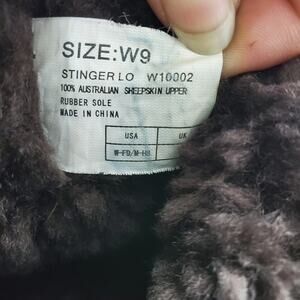 SIZE:W9
STINGER LO W10002
100% AUSTRALIAN SHEEPSKIN UPPER
RUBBER SOLE
MADE IN CHINA
USA UK